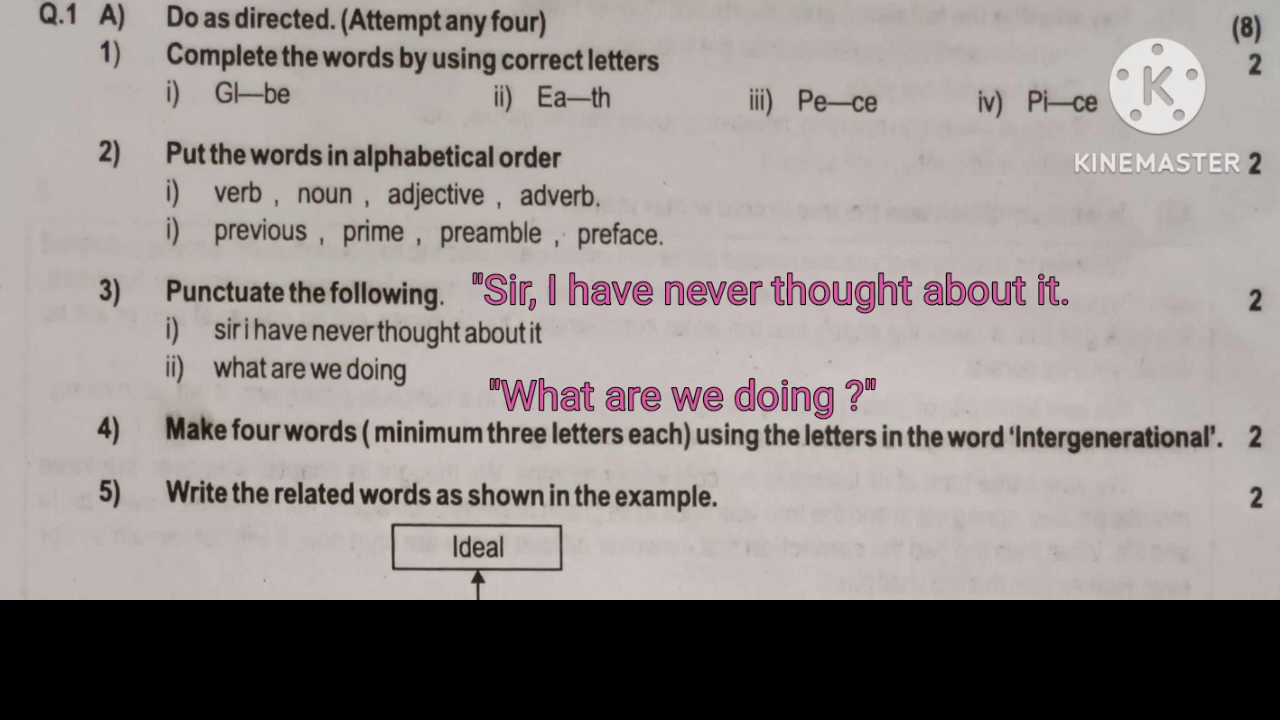 Q.1 A) Do as directed. (Attempt any four) (8)
1) Complete the words by using correct letters 2
i) Gl—be ii) Ea—th iii) Pe—ce iv) Pi—ce
K
KINEMASTER
2) Put the words in alphabetical order 2
i) verb , noun , adjective , adverb.
i) previous , prime , preamble , preface.
3) Punctuate the following. "Sir, I have never thought about it. 2
i) sir i have never thought about it
ii) what are we doing
"What are we doing ?"
4) Make four words ( minimum three letters each) using the letters in the word ‘Intergenerational’. 2
5) Write the related words as shown in the example. 2
Ideal